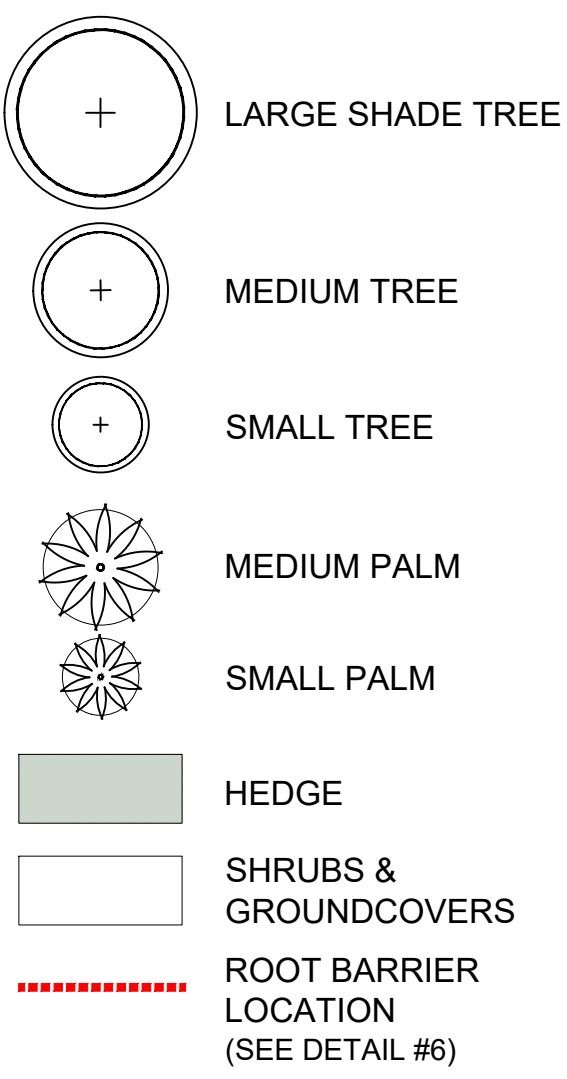 LARGE SHADE TREE
MEDIUM TREE
SMALL TREE
MEDIUM PALM
SMALL PALM
HEDGE
SHRUBS &
GROUNDCOVERS
ROOT BARRIER
LOCATION
(SEE DETAIL #6)